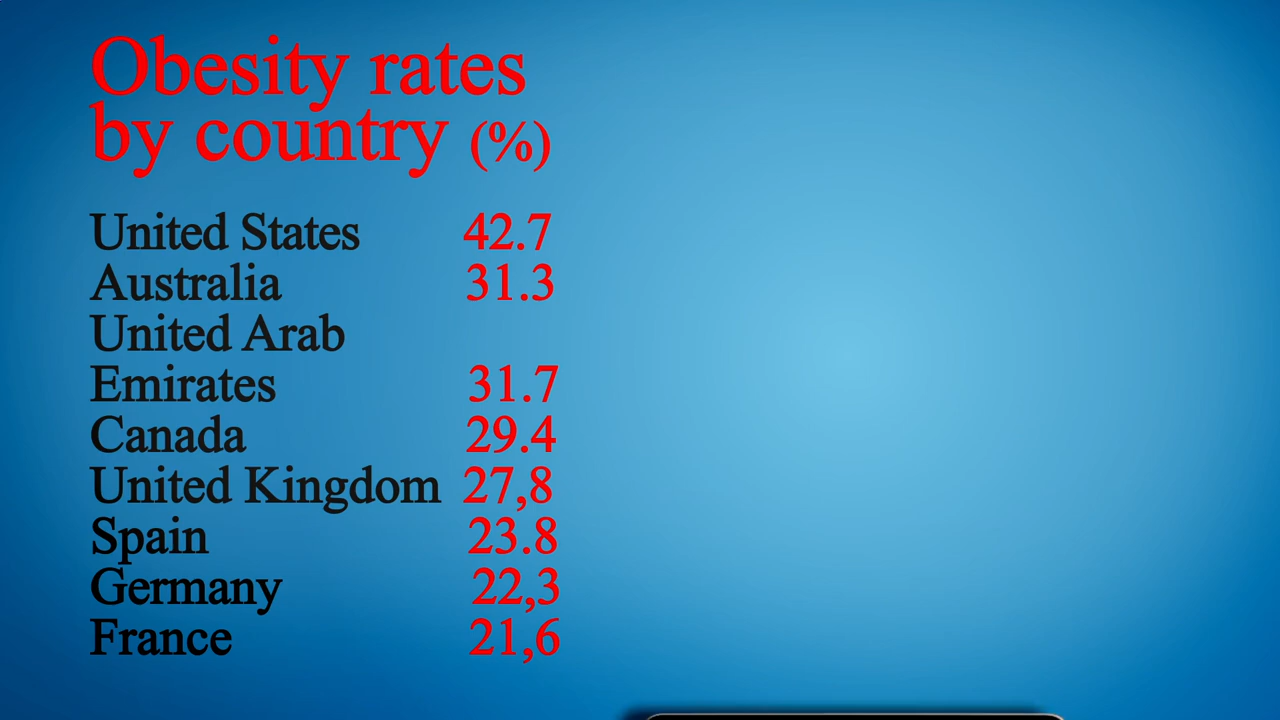 Obesity rates
by country (%)
United States 42.7
Australia 31.3
United Arab
Emirates 31.7
Canada 29.4
United Kingdom 27,8
Spain 23.8
Germany 22,3
France 21,6